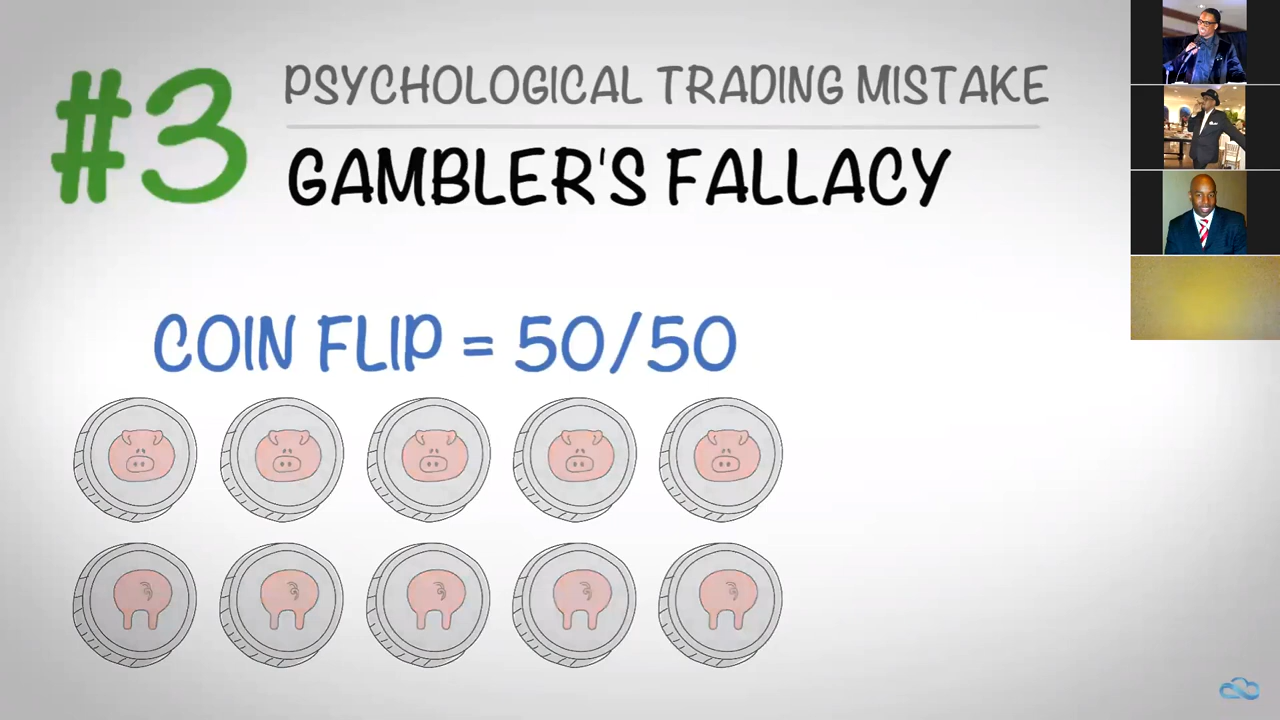 #3
PSYCHOLOGICAL TRADING MISTAKE
GAMBLER'S FALLACY
COIN FLIP = 50/50